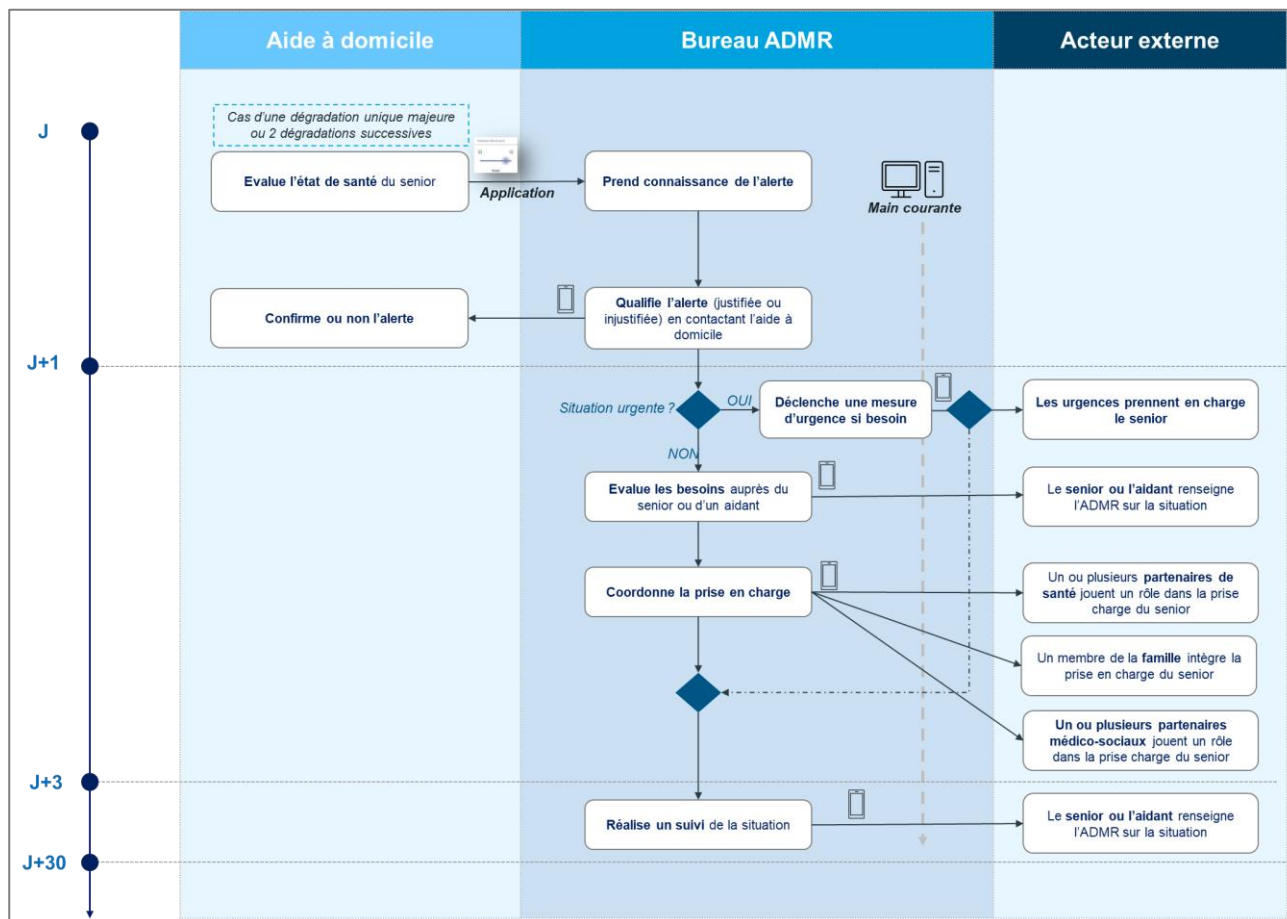 Aide à domicile
Bureau ADMR
Acteur externe
J
Cas d'une dégradation unique majeure
ou 2 dégradations successives
Evalue l'état de santé du senior
Application
Prend connaissance de l'alerte
Main courante
Confirme ou non l'alerte
Qualifie l'alerte (justifiée ou
injustifiée) en contactant l'aide à
domicile
J+1
Situation urgente ?
OUI
Déclenche une mesure
d'urgence si besoin
Les urgences prennent en charge
le senior
NON
Evalue les besoins auprès du
senior ou d'un aidant
Le senior ou l'aidant renseigne
l'ADMR sur la situation
Coordonne la prise en charge
Un ou plusieurs partenaires de
santé jouent un rôle dans la prise
charge du senior
Un membre de la famille intègre la
prise en charge du senior
Un ou plusieurs partenaires
médico-sociaux jouent un rôle
dans la prise charge du senior
J+3
Réalise un suivi de la situation
Le senior ou l'aidant renseigne
l'ADMR sur la situation
J+30